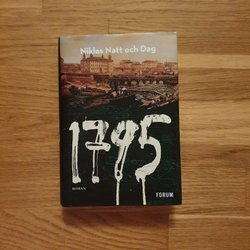 Niklas Natt och Dag
1795
ROMAN
FORUM